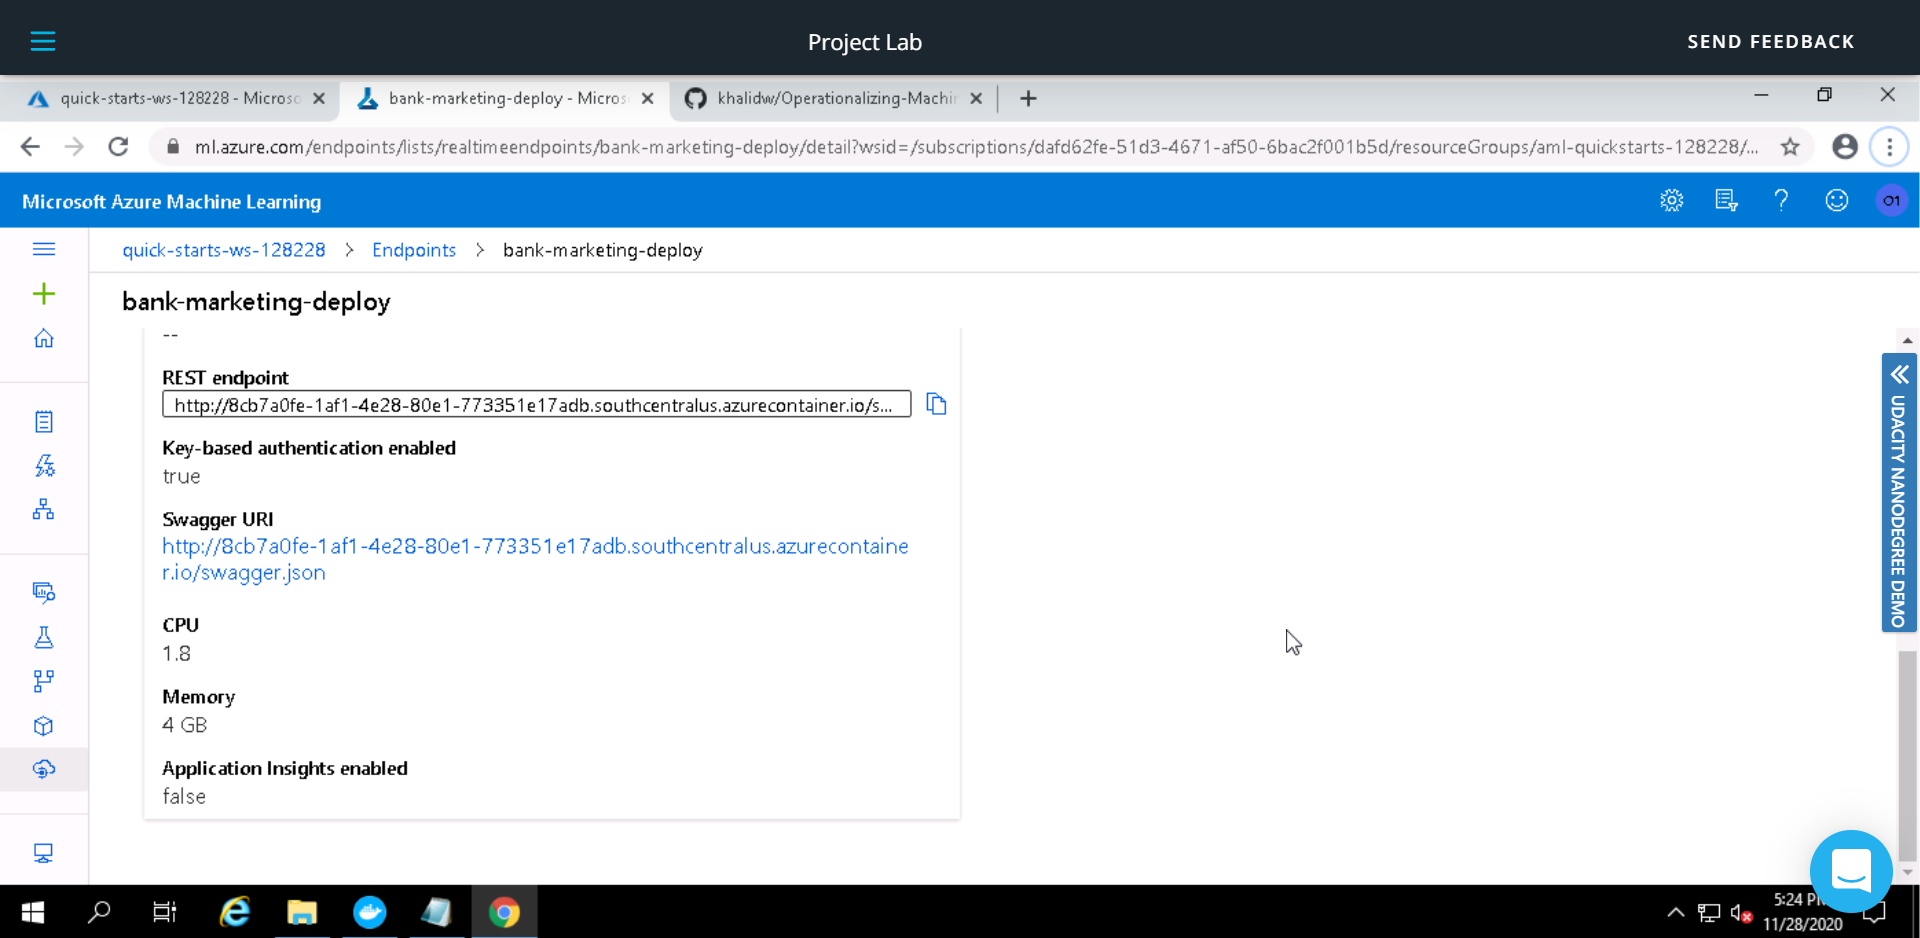 Project Lab
SEND FEEDBACK
quick-starts-ws-128228 - Microso
bank-marketing-deploy - Micros
khalidw/Operationalizing-Machin
ml.azure.com/endpoints/lists/realtimeendpoints/bank-marketing-deploy/detail?wsid=/subscriptions/dafd62fe-51d3-4671-af50-6bac2f001b5d/resourceGroups/aml-quickstarts-128228/...
Microsoft Azure Machine Learning
O1
quick-starts-ws-128228 > Endpoints > bank-marketing-deploy
bank-marketing-deploy
--
REST endpoint
http://8cb7a0fe-1af1-4e28-80e1-773351e17adb.southcentralus.azurecontainer.io/s...
Key-based authentication enabled
true
Swagger URI
http://8cb7a0fe-1af1-4e28-80e1-773351e17adb.southcentralus.azurecontaine
r.io/swagger.json
CPU
1.8
Memory
4 GB
Application Insights enabled
false
UDACITY NANODEGREE DEMO
5:24 P
11/28/2020